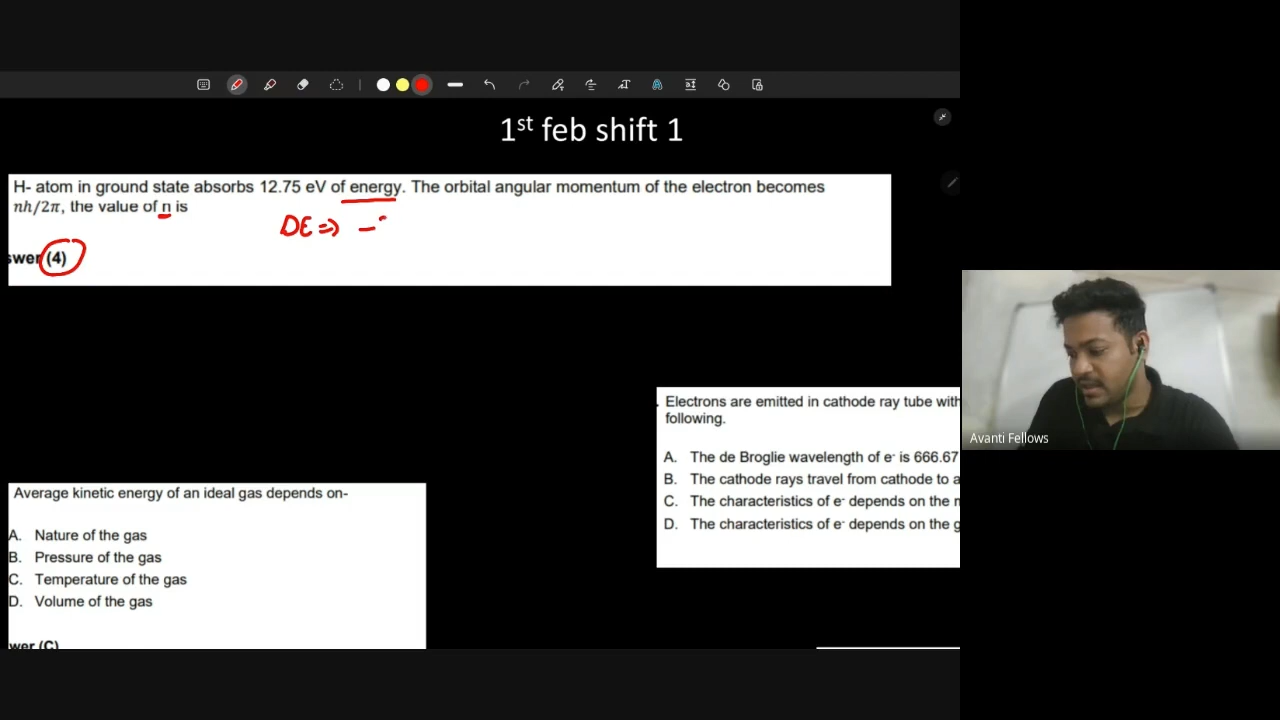 1st feb shift 1
H- atom in ground state absorbs 12.75 eV of energy. The orbital angular momentum of the electron becomes
nh/2π, the value of n is
DE ⇒ -
swer (4)
. Electrons are emitted in cathode ray tube with
following.
A. The de Broglie wavelength of e- is 666.67
B. The cathode rays travel from cathode to a
C. The characteristics of e- depends on the
D. The characteristics of e- depends on the g
Average kinetic energy of an ideal gas depends on-
A. Nature of the gas
B. Pressure of the gas
C. Temperature of the gas
D. Volume of the gas
wer (C)
Avanti Fellows